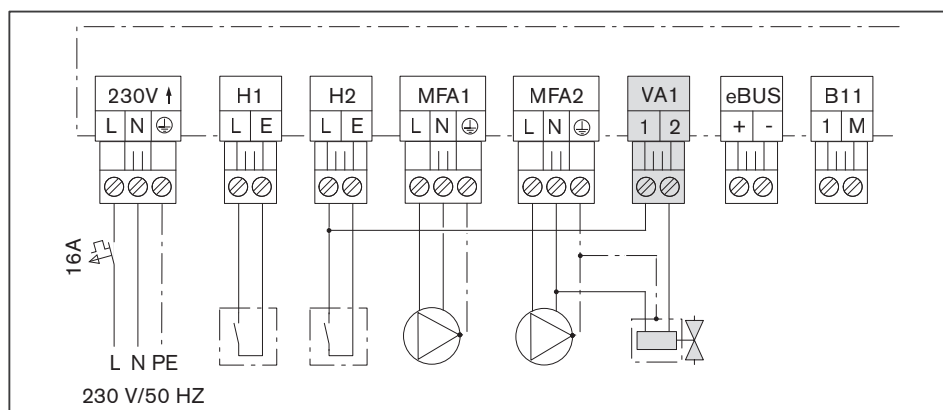 230V H1 H2 MFA1 MFA2 VA1 eBUS B11
L N L E L E L N L N 1 2 + - 1 M
16A
L N PE
230 V/50 HZ